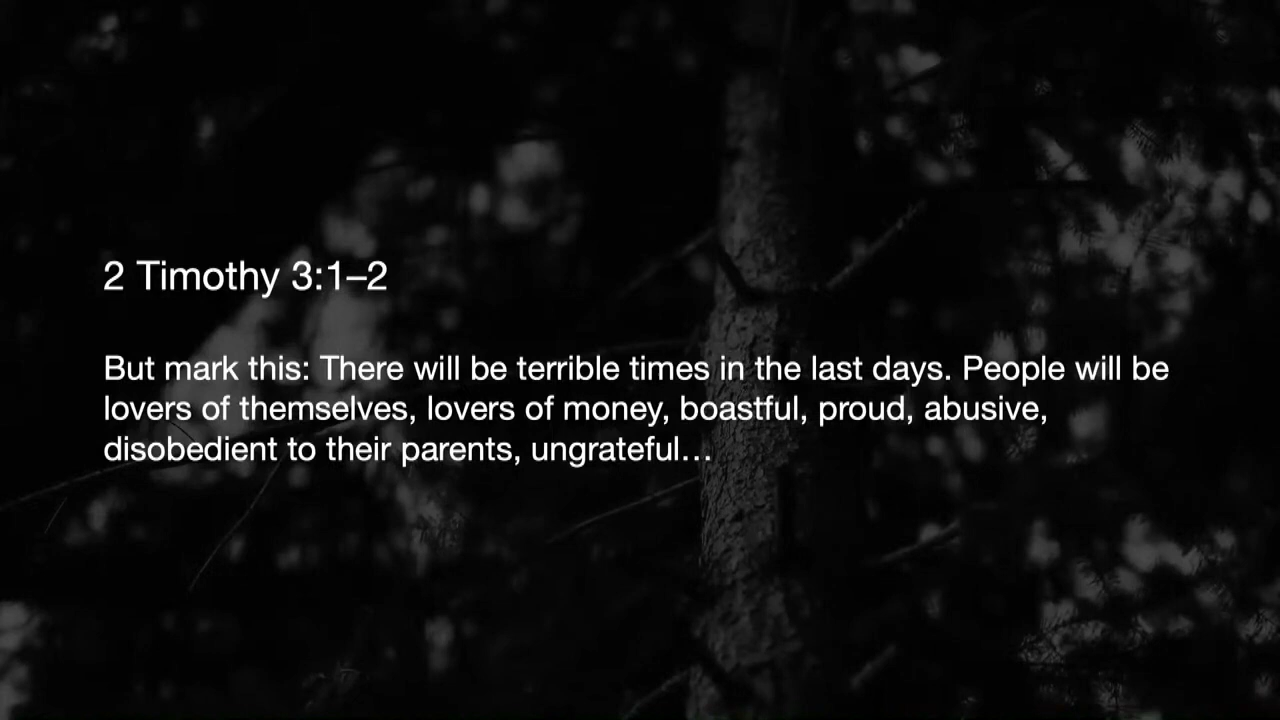 2 Timothy 3:1–2
But mark this: There will be terrible times in the last days. People will be
lovers of themselves, lovers of money, boastful, proud, abusive,
disobedient to their parents, ungrateful…